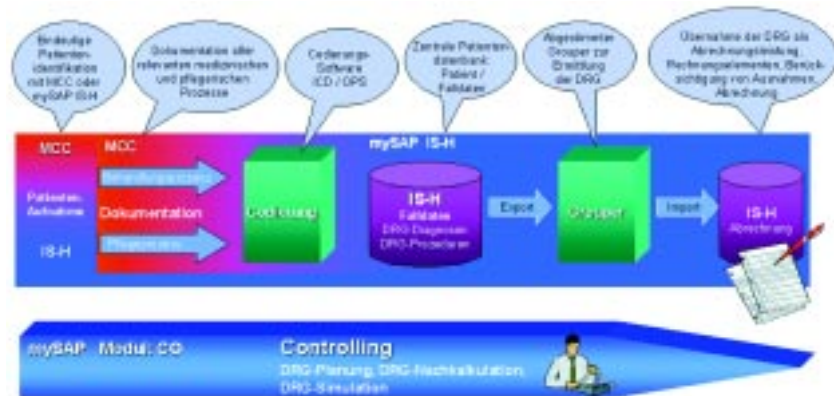 Eindeutige
Patienten-
identifikation
mit MCC oder
mySAP IS-H
Dokumentation aller
relevanten medizinischen
und pflegerischen
Prozesse
Codierungs-
Software
ICD / OPS
Zentrale Patienten-
datenbank:
Patient /
Falldaten
Abgestimmter
Grouper zur
Ermittlung
der DRG
Übernahme der DRG als
Abrechnungsleistung,
Rechnungselementen, Berück-
sichtigung von Ausnahmen,
Abrechnung
MCC
MCC
mySAP IS-H
Patienten-
Aufnahme
IS-H
Behandlungsprozess
Dokumentation
Pflegeprozess
Codierung
IS-H
Falldaten
DRG-Diagnosen
DRG-Prozeduren
Export
Grouper
Import
IS-H
Abrechnung
mySAP Modul: CO
Controlling
DRG-Planung, DRG-Nachkalkulation,
DRG-Simulation